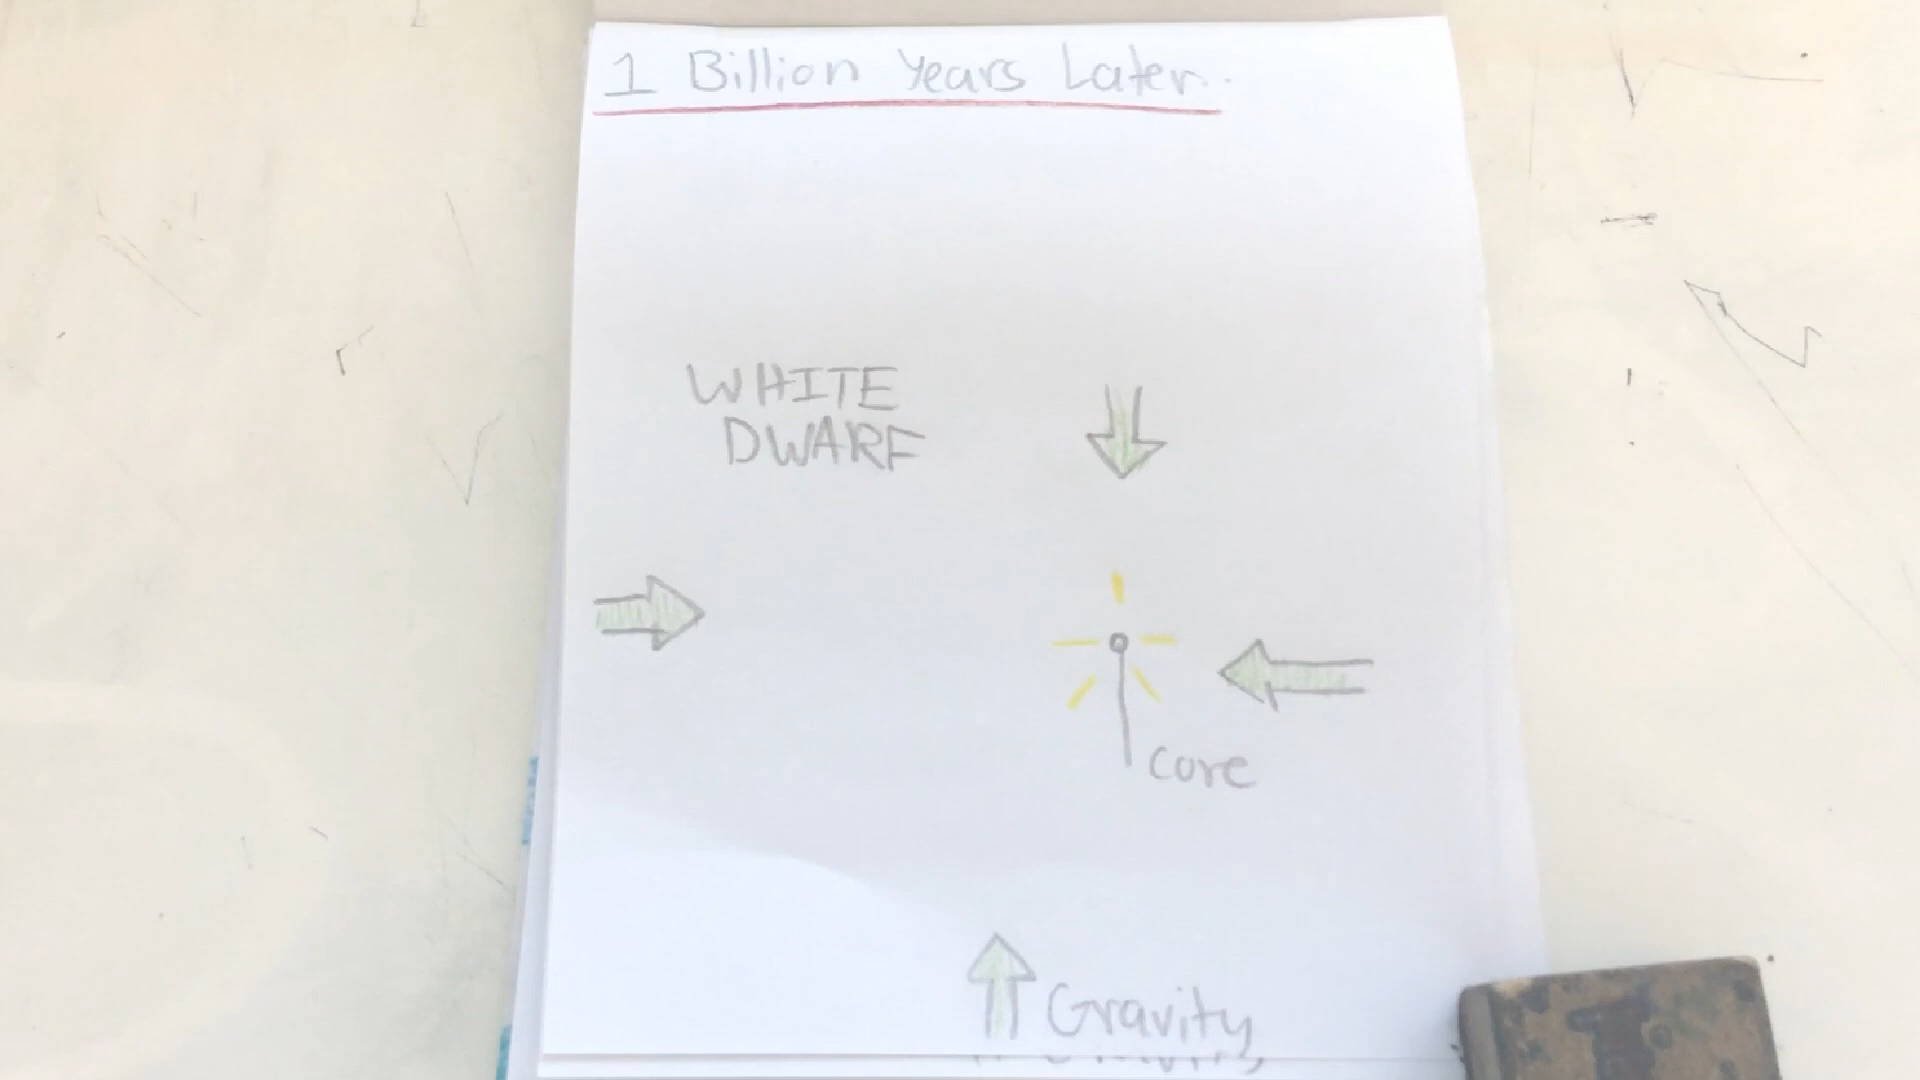 1 Billion Years Later..
WHITE
DWARF
core
Gravity